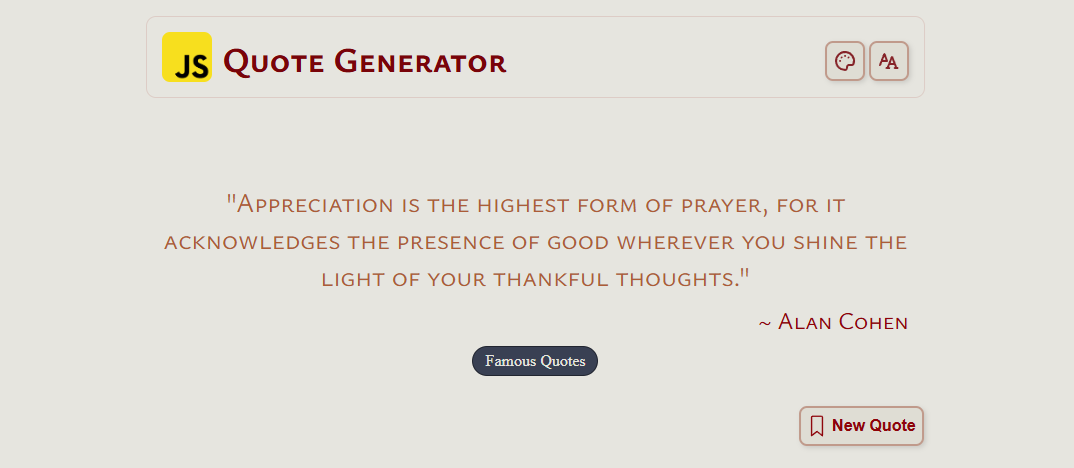 JS Quote Generator
AA
"Appreciation is the highest form of prayer, for it
acknowledges the presence of good wherever you shine the
light of your thankful thoughts."
~ Alan Cohen
Famous Quotes
New Quote